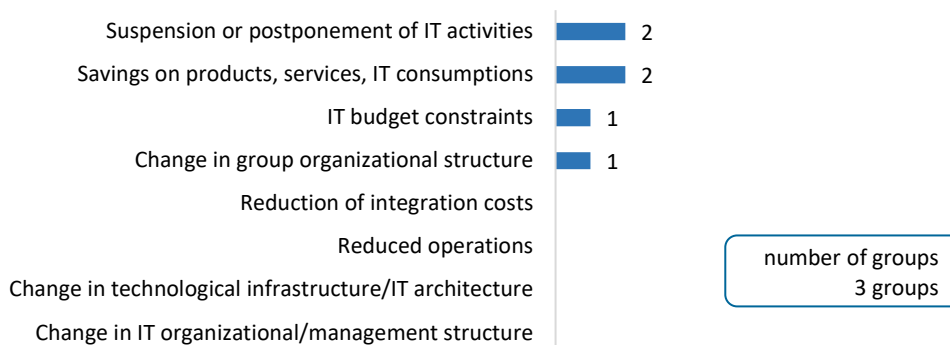 Suspension or postponement of IT activities 2
Savings on products, services, IT consumptions 2
IT budget constraints 1
Change in group organizational structure 1
Reduction of integration costs
Reduced operations
Change in technological infrastructure/IT architecture
Change in IT organizational/management structure
number of groups
3 groups